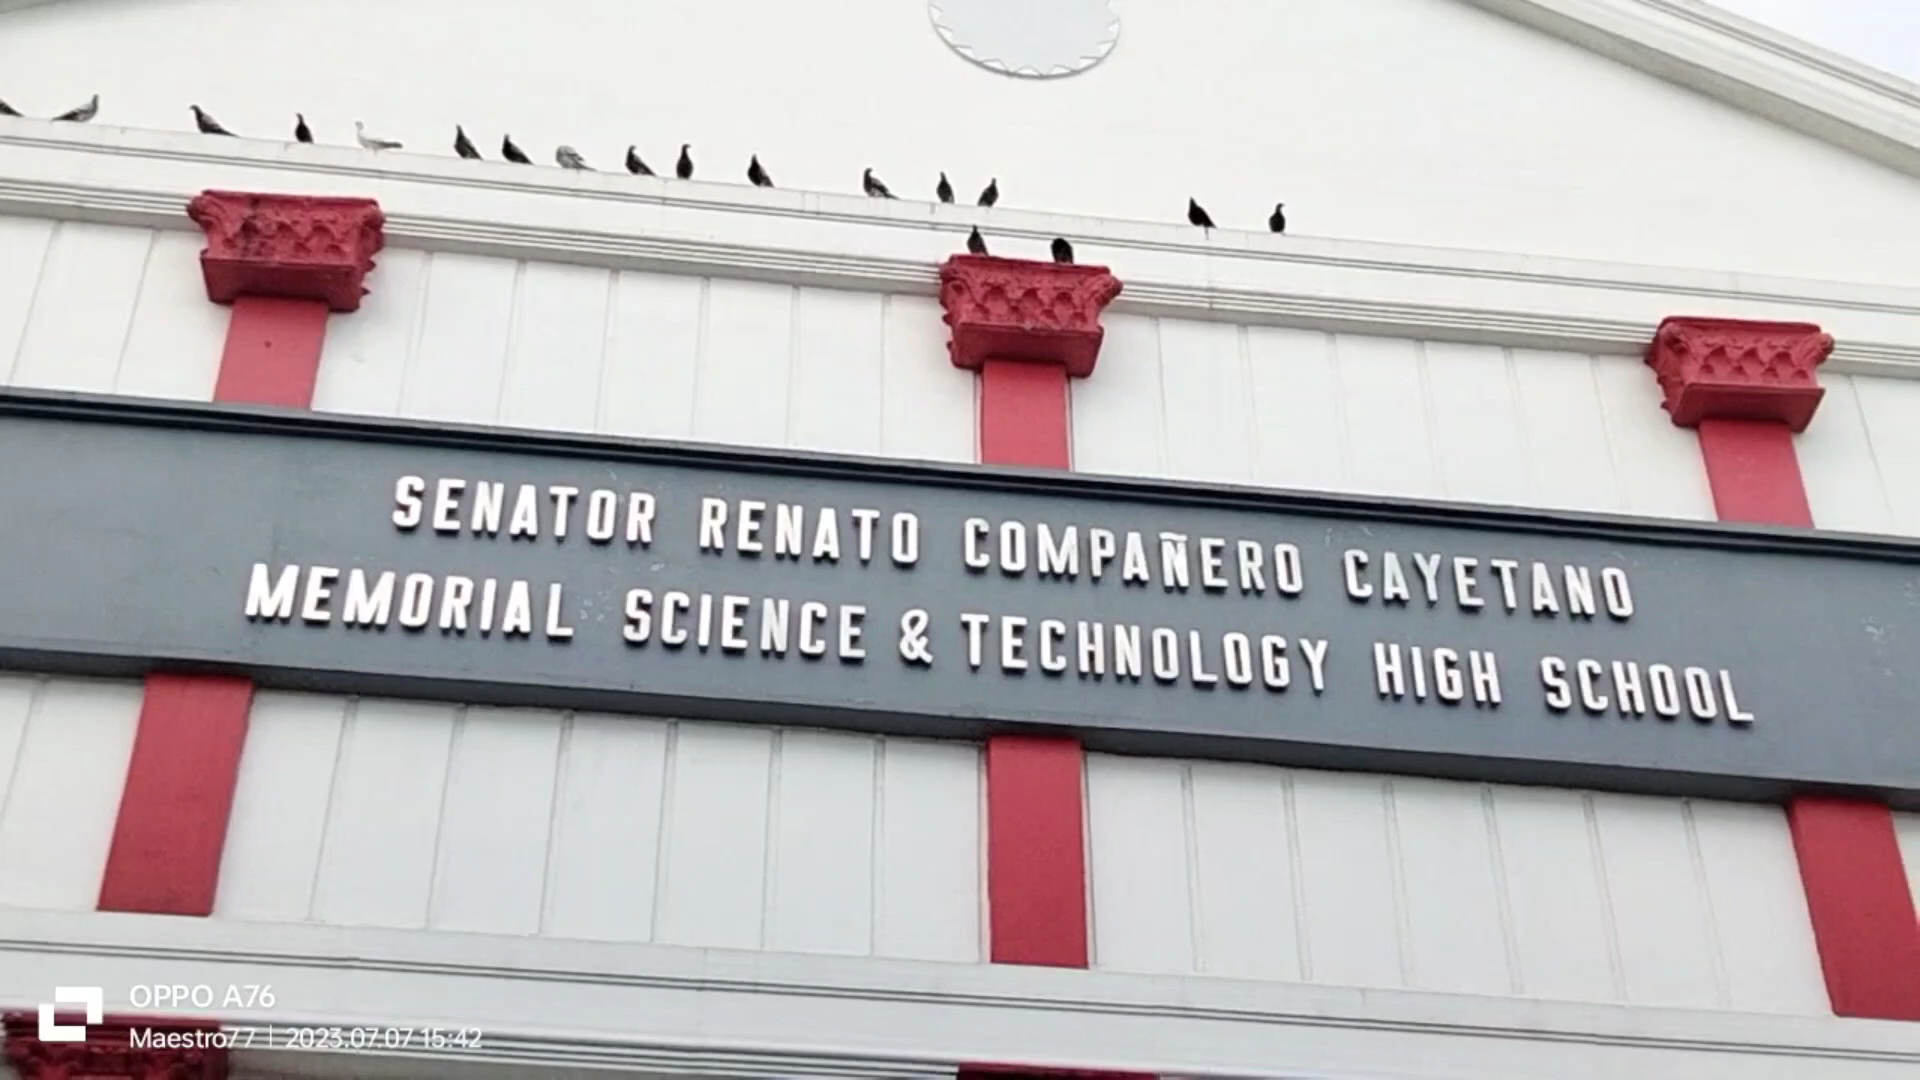 SENATOR RENATO COMPAÑERO CAYETANO
MEMORIAL SCIENCE & TECHNOLOGY HIGH SCHOOL
OPPO A76
Maestro77 | 2023.07.07 15:42